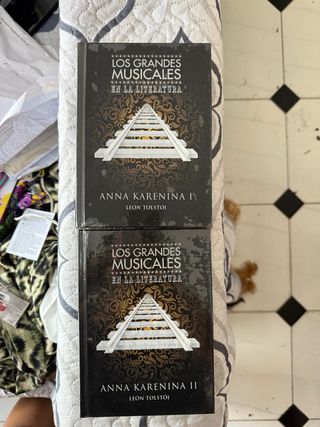 LOS GRANDES
MUSICALES
EN LA LITERATURA
ANNA KARENINA I
LEÓN TOLSTÓI
LOS GRANDES
MUSICALES
EN LA LITERATURA
ANNA KARENINA II
LEÓN TOLSTÓI